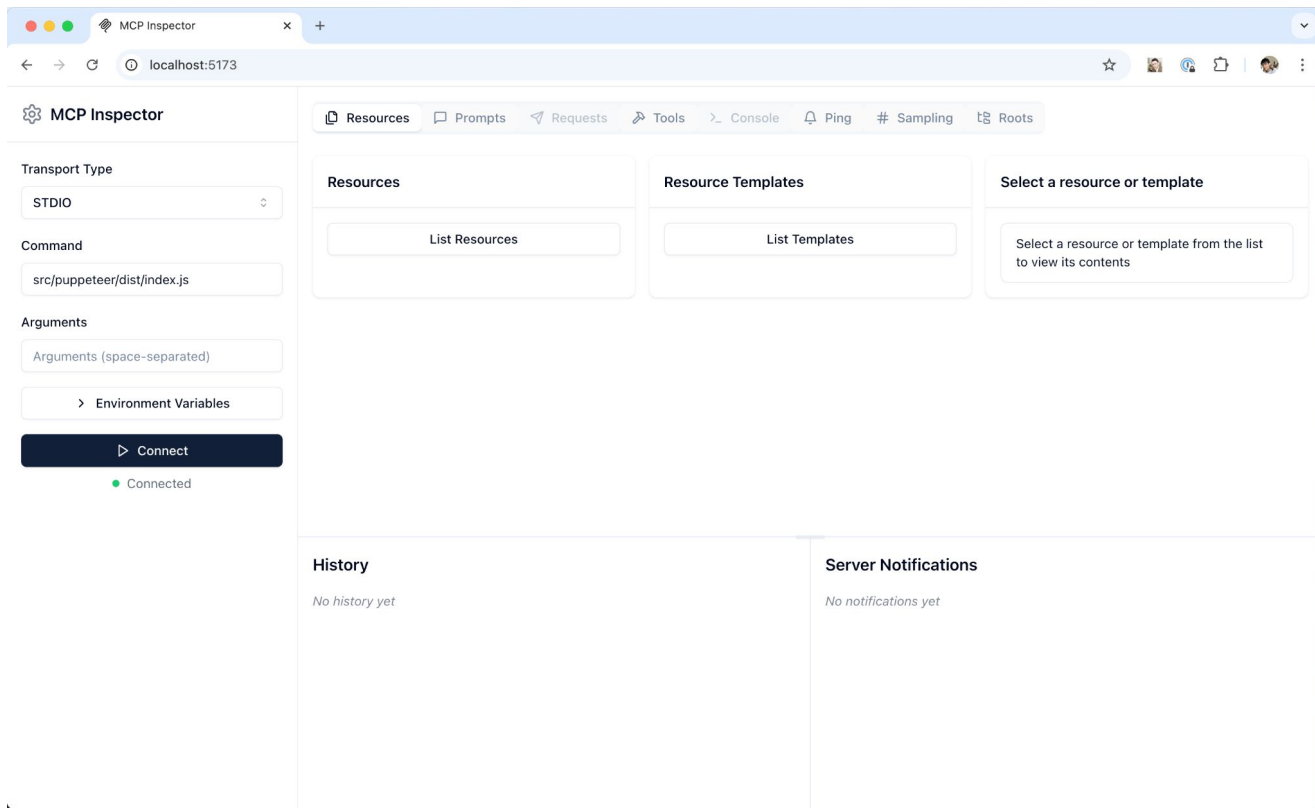 MCP Inspector
localhost:5173
MCP Inspector
Transport Type
STDIO
Command
src/puppeteer/dist/index.js
Arguments
Arguments (space-separated)
Environment Variables
Connect
Connected
Resources
Prompts
Requests
Tools
Console
Ping
Sampling
Roots
Resources
List Resources
Resource Templates
List Templates
Select a resource or template
Select a resource or template from the list
to view its contents
History
No history yet
Server Notifications
No notifications yet